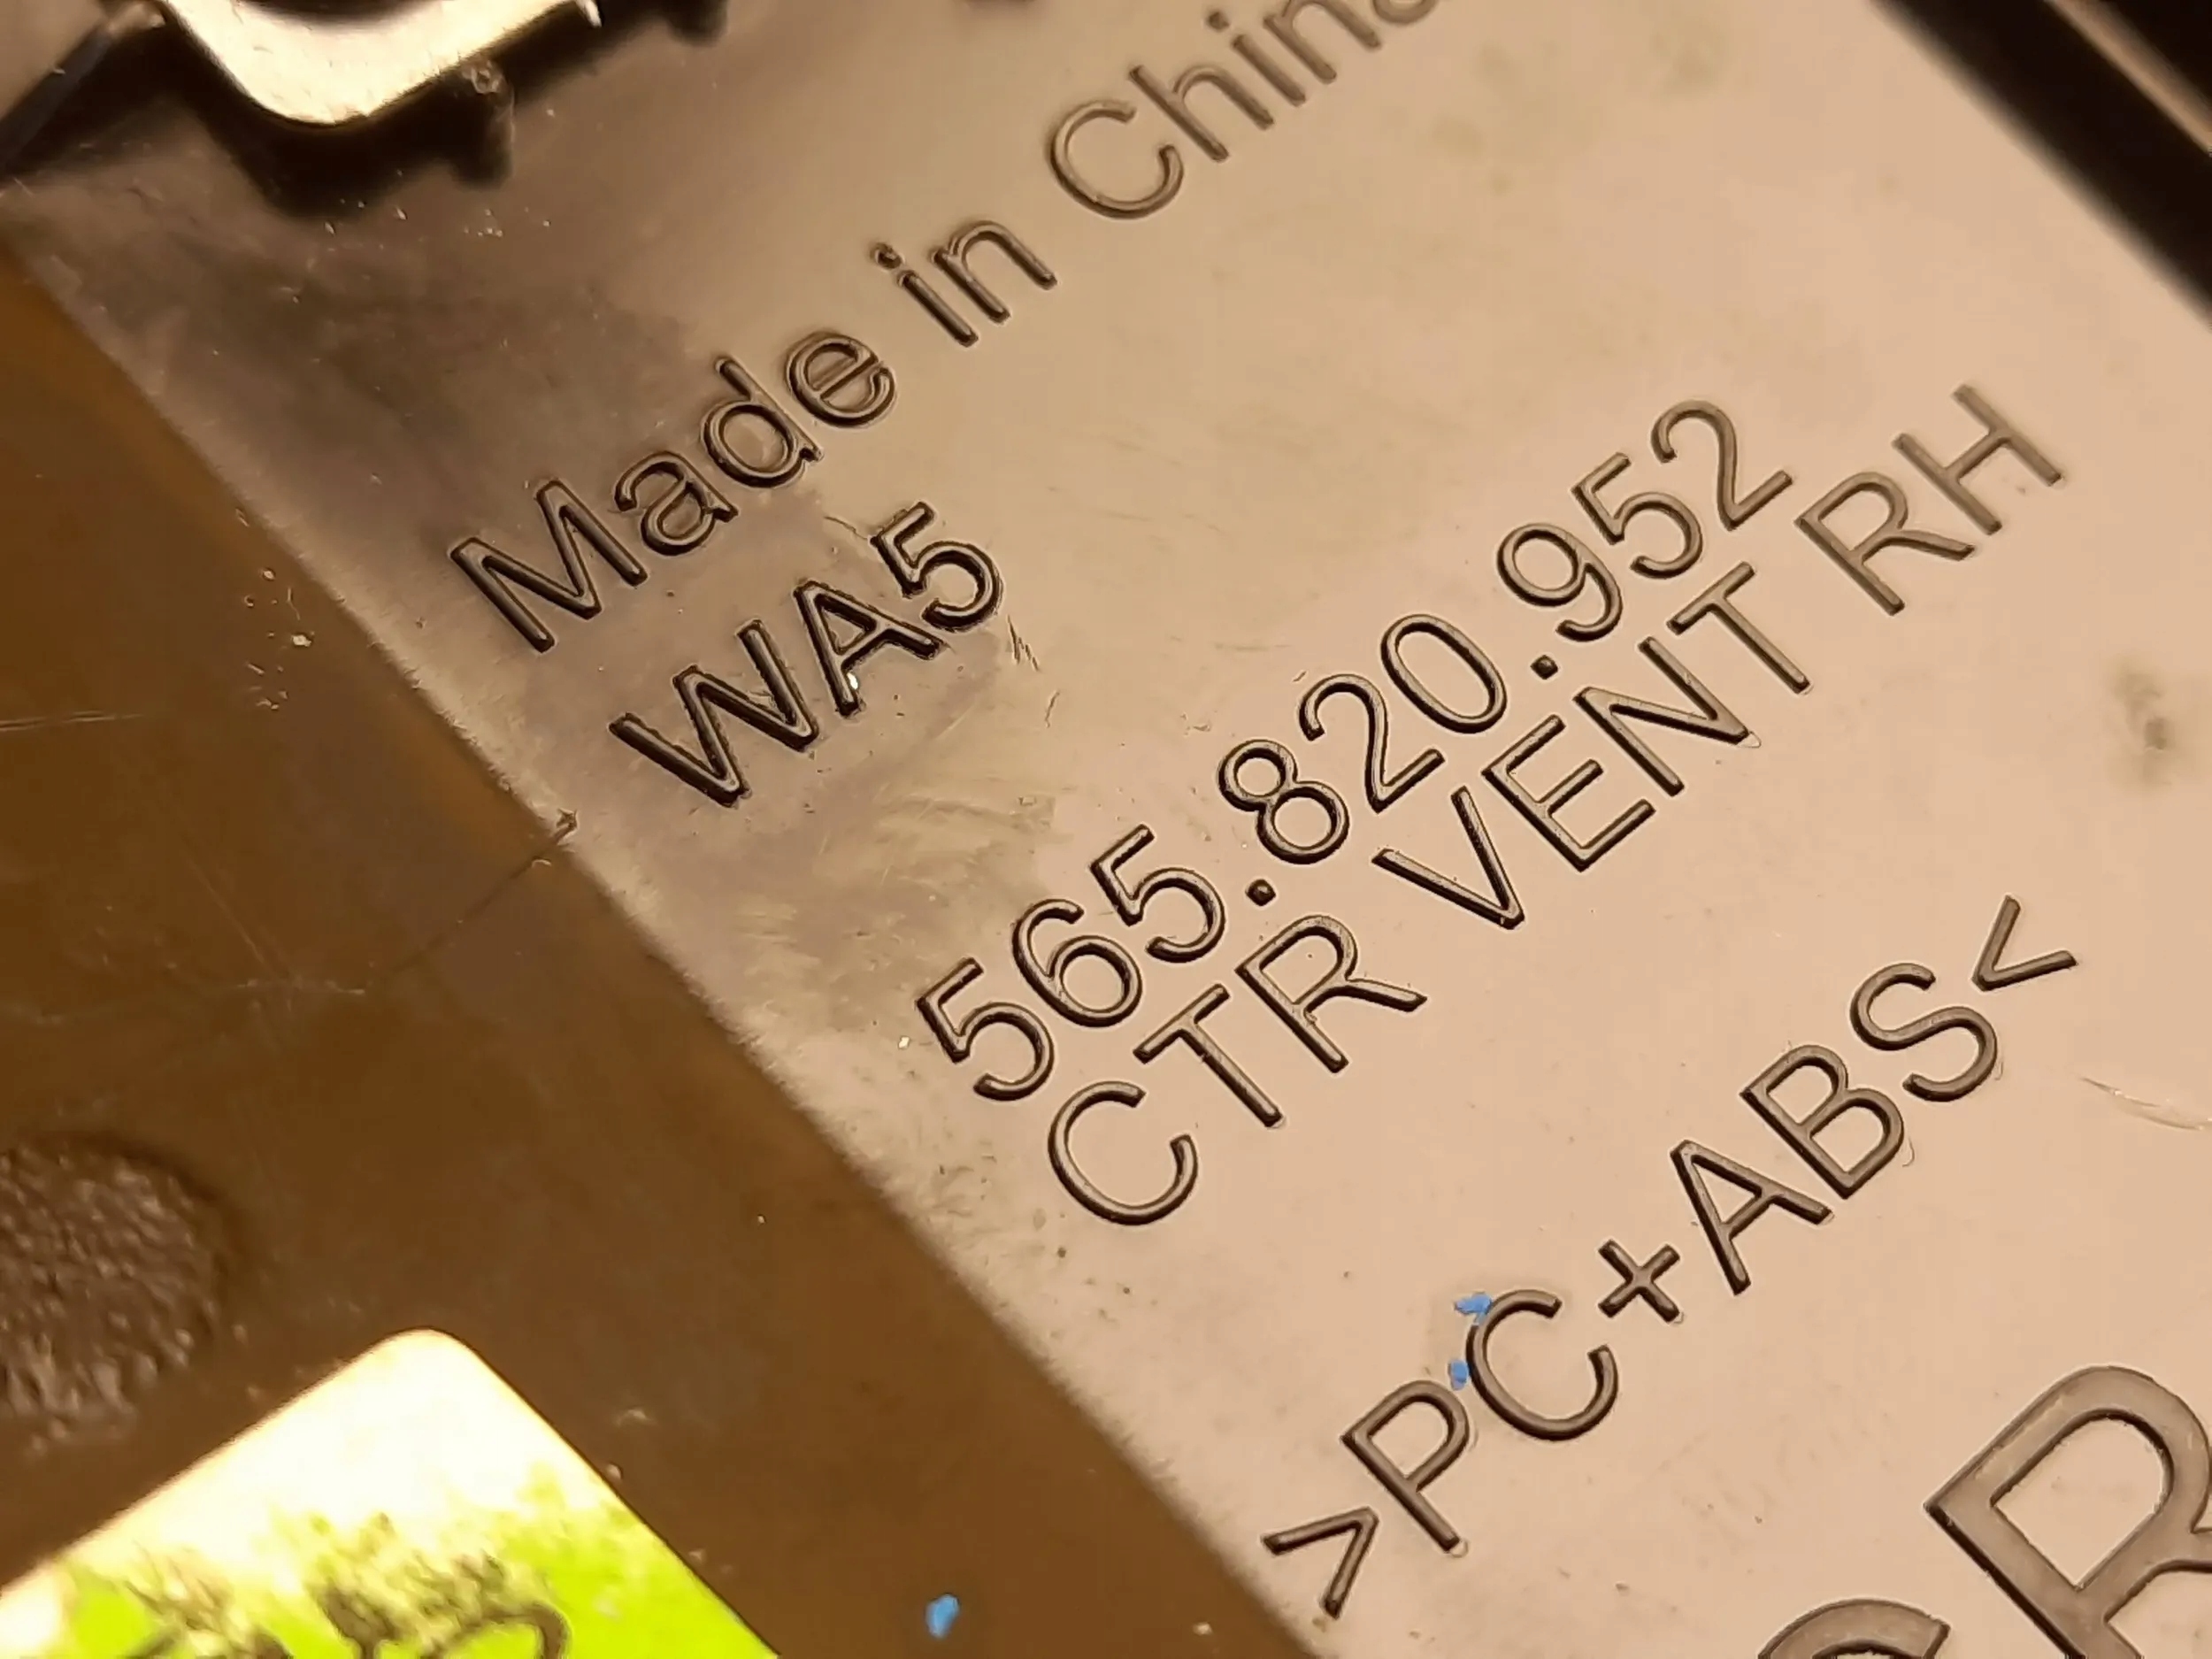 Made in China
WA5
565.820.952
CTR VENT RH
>PC+ABS<